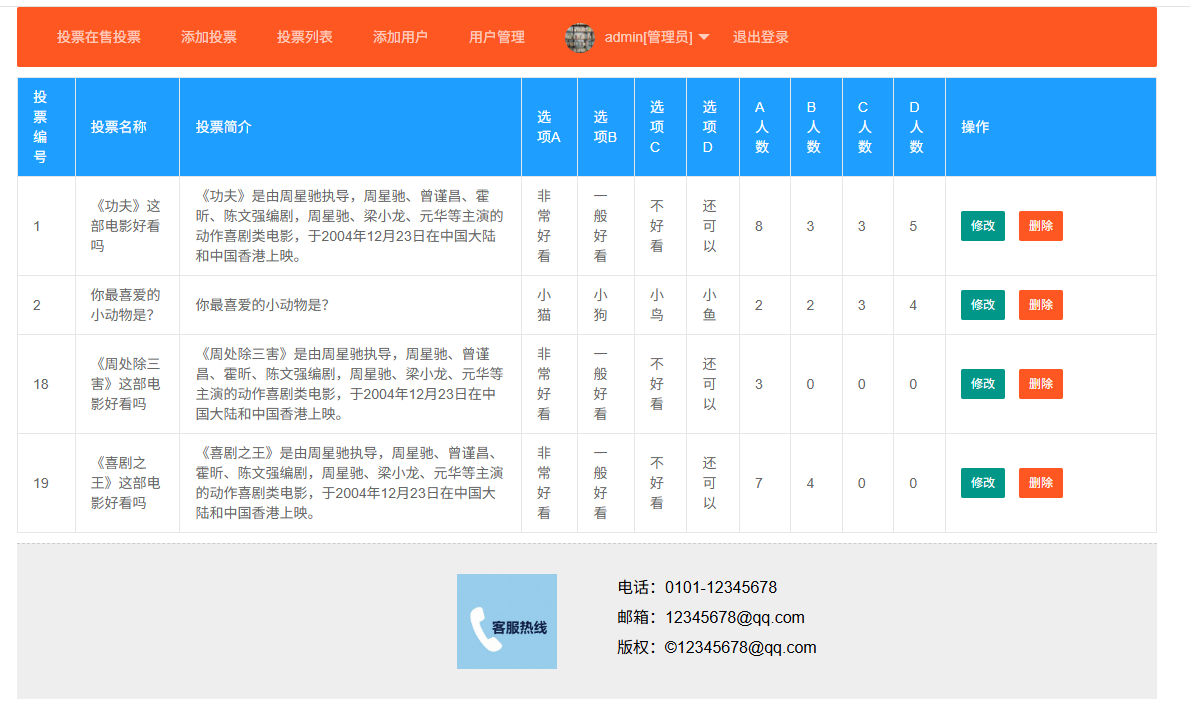 投票在售投票 添加投票 投票列表 添加用户 用户管理 admin[管理员] 退出登录
投票编号 投票名称 投票简介 选项A 选项B 选项C 选项D A人数 B人数 C人数 D人数 操作
1
《功夫》这
部电影好看
吗
《功夫》是由周星驰执导，周星驰、曾谨昌、霍
昕、陈文强编剧，周星驰、梁小龙、元华等主演的
动作喜剧类电影，于2004年12月23日在中国大陆
和中国香港上映。
非常好看 一般好看 不好看 还可以 8 3 3 5 修改 删除
2
你最喜爱的
小动物是？
你最喜爱的小动物是？
小猫 小狗 小鸟 小鱼 2 2 3 4 修改 删除
18
《周处除三
害》这部电
影好看吗
《周处除三害》是由周星驰执导，周星驰、曾谨
昌、霍昕、陈文强编剧，周星驰、梁小龙、元华等
主演的动作喜剧类电影，于2004年12月23日在中
国大陆和中国香港上映。
非常好看 一般好看 不好看 还可以 3 0 0 0 修改 删除
19
《喜剧之
王》这部电
影好看吗
《喜剧之王》是由周星驰执导，周星驰、曾谨昌、
霍昕、陈文强编剧，周星驰、梁小龙、元华等主演
的动作喜剧类电影，于2004年12月23日在中国大
陆和中国香港上映。
非常好看 一般好看 不好看 还可以 7 4 0 0 修改 删除
客服热线
电话：0101-12345678
邮箱：12345678@qq.com
版权：©12345678@qq.com